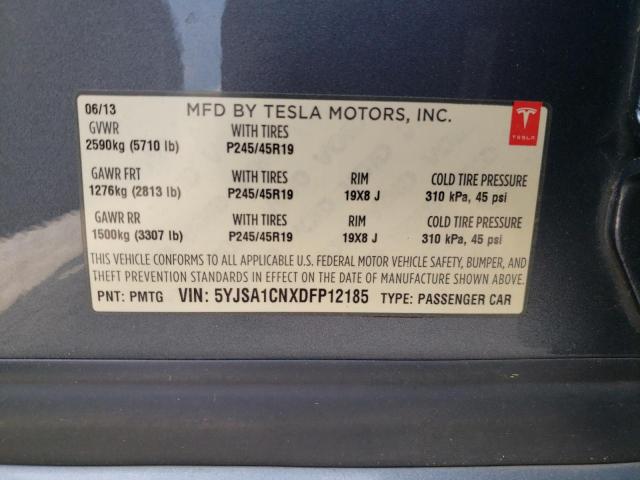 06/13 MFD BY TESLA MOTORS, INC.
TESLA
GVWR WITH TIRES
2590kg (5710 lb) P245/45R19
GAWR FRT WITH TIRES RIM COLD TIRE PRESSURE
1276kg (2813 lb) P245/45R19 19X8 J 310 kPa, 45 psi
GAWR RR WITH TIRES RIM COLD TIRE PRESSURE
1500kg (3307 lb) P245/45R19 19X8 J 310 kPa, 45 psi
THIS VEHICLE CONFORMS TO ALL APPLICABLE U.S. FEDERAL MOTOR VEHICLE SAFETY, BUMPER, AND
THEFT PREVENTION STANDARDS IN EFFECT ON THE DATE OF MANUFACTURE SHOWN ABOVE.
PNT: PMTG VIN: 5YJSA1CNXDFP12185 TYPE: PASSENGER CAR